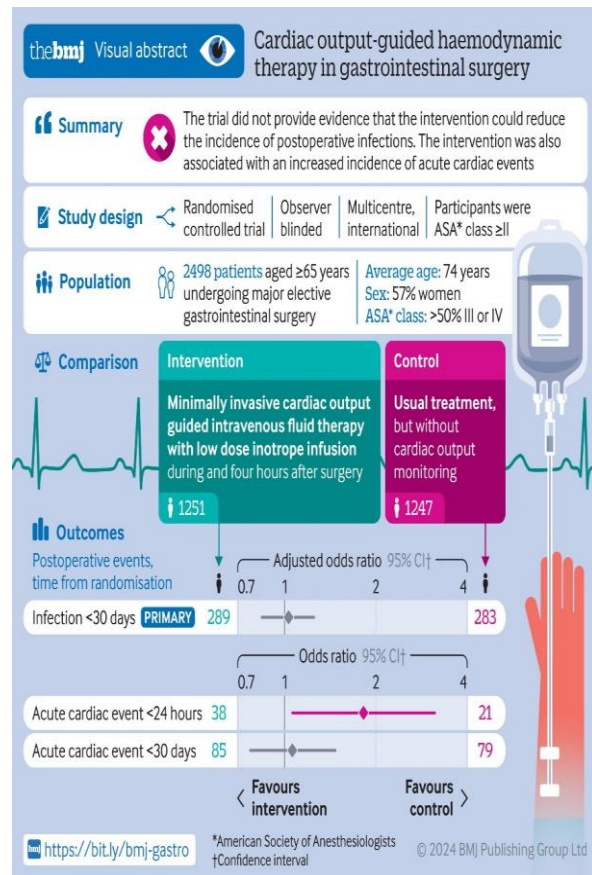 thebmj Visual abstract
Cardiac output-guided haemodynamic
therapy in gastrointestinal surgery
Summary
The trial did not provide evidence that the intervention could reduce
the incidence of postoperative infections. The intervention was also
associated with an increased incidence of acute cardiac events
Study design
Randomised
controlled trial
Observer
blinded
Multicentre,
international
Participants were
ASA* class ≥II
Population
2498 patients aged ≥65 years
undergoing major elective
gastrointestinal surgery
Average age: 74 years
Sex: 57% women
ASA* class: >50% III or IV
Comparison
Intervention
Minimally invasive cardiac output
guided intravenous fluid therapy
with low dose inotrope infusion
during and four hours after surgery
1251
Control
Usual treatment,
but without
cardiac output
monitoring
1247
Outcomes
Postoperative events,
time from randomisation
Adjusted odds ratio 95% CI†
0.7 1 2 4
Infection <30 days PRIMARY 289 283
Odds ratio 95% CI†
0.7 1 2 4
Acute cardiac event <24 hours 38 21
Acute cardiac event <30 days 85 79
Favours
intervention
Favours
control
bmj https://bit.ly/bmj-gastro
*American Society of Anesthesiologists
†Confidence interval
© 2024 BMJ Publishing Group Ltd